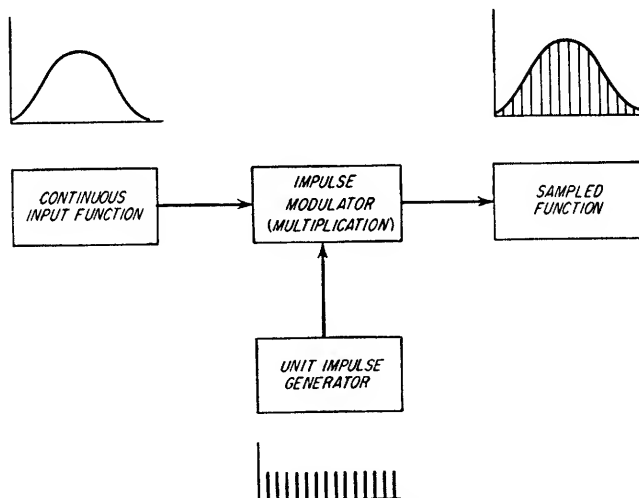 CONTINUOUS
INPUT FUNCTION
IMPULSE
MODULATOR
(MULTIPLICATION)
SAMPLED
FUNCTION
UNIT IMPULSE
GENERATOR